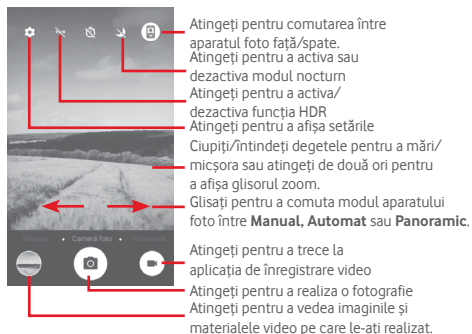 Atingeți pentru comutarea între
aparatul foto față/spate.
Atingeți pentru a activa sau
dezactiva modul nocturn
Atingeți pentru a activa/
dezactiva funcția HDR
Atingeți pentru a afișa setările
Ciupiți/întindeți degetele pentru a mări/
micșora sau atingeți de două ori pentru
a afișa glisorul zoom.
Glisați pentru a comuta modul aparatului
foto între Manual, Automat sau Panoramic.
Manual • Cameră foto • Panoramă
Atingeți pentru a trece la
aplicația de înregistrare video
Atingeți pentru a realiza o fotografie
Atingeți pentru a vedea imaginile și
materialele video pe care le-ați realizat.